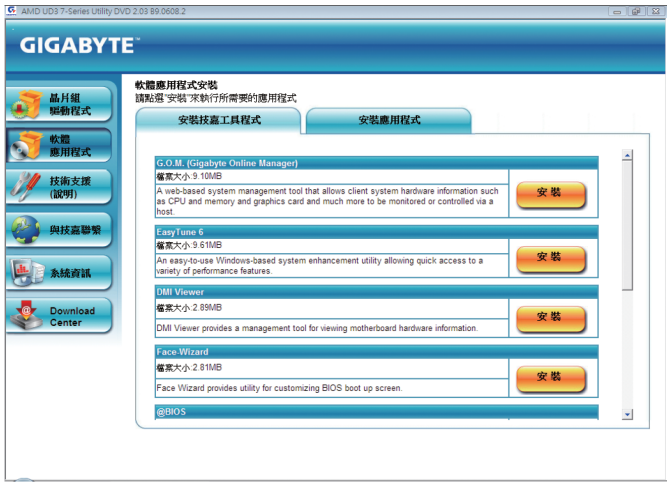 AMD UD3 7-Series Utility DVD 2.03 B9.0608.2
GIGABYTE™
晶片組
驅動程式
軟體
應用程式
技術支援
(說明)
與技嘉聯繫
系統資訊
Download
Center
軟體應用程式安裝
請點選"安裝"來執行所需要的應用程式
安裝技嘉工具程式
安裝應用程式
G.O.M. (Gigabyte Online Manager)
檔案大小:9.10MB
A web-based system management tool that allows client system hardware information such
as CPU and memory and graphics card and much more to be monitored or controlled via a
host.
安裝
EasyTune 6
檔案大小:9.61MB
An easy-to-use Windows-based system enhancement utility allowing quick access to a
variety of performance features.
安裝
DMI Viewer
檔案大小:2.89MB
DMI Viewer provides a management tool for viewing motherboard hardware information.
安裝
Face-Wizard
檔案大小:2.81MB
Face Wizard provides utility for customizing BIOS boot up screen.
安裝
@BIOS